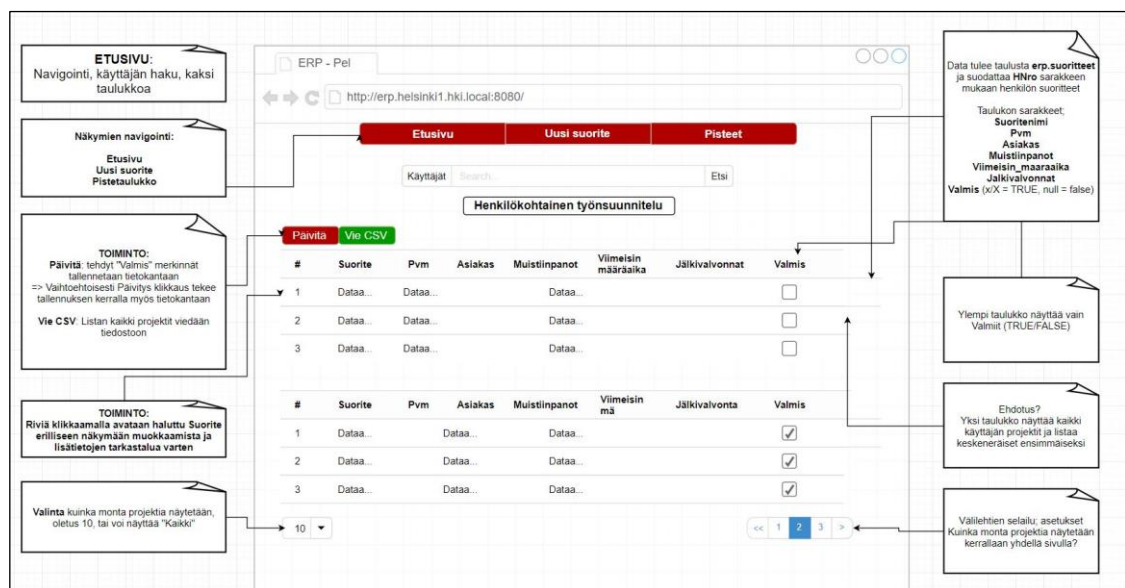 ETUSIVU:
Navigointi, käyttäjän haku, kaksi
taulukkoa
Näkymien navigointi:
Etusivu
Uusi suorite
Pistetaulukko
TOIMINTO:
Päivitä: tehdyt "Valmis" merkinnät
tallennetaan tietokantaan
=> Vaihtoehtoisesti Päivitys klikkaus tekee
tallennuksen kerralla myös tietokantaan
Vie CSV: Listan kaikki projektit viedään
tiedostoon
TOIMINTO:
Riviä klikkaamalla avataan haluttu Suorite
erilliseen näkymään muokkaamista ja
lisätietojen tarkastalua varten
Valinta kuinka monta projektia näytetään,
oletus 10, tai voi näyttää "Kaikki"
ERP - Pel
http://erp.helsinki1.hki.local:8080/
Etusivu Uusi suorite Pisteet
Käyttäjät Search... Etsi
Henkilökohtainen työnsuunnitelu
Päivitä Vie CSV
# Suorite Pvm Asiakas Muistiinpanot Viimeisin määräaika Jälkivalvonnat Valmis
1 Dataa... Dataa... Dataa...
2 Dataa... Dataa... Dataa...
3 Dataa... Dataa... Dataa...
# Suorite Pvm Asiakas Muistiinpanot Viimeisin mä Jälkivalvonta Valmis
1 Dataa... Dataa... Dataa...
2 Dataa... Dataa... Dataa...
3 Dataa... Dataa... Dataa...
10 << 1 2 3 >
Data tulee taulusta erp.suoritteet
ja suodattaa HNro sarakkeen
mukaan henkilön suoritteet
Taulukon sarakkeet;
Suoritenimi
Pvm
Asiakas
Muistiinpanot
Viimeisin_maaraaika
Jalkivalvonnat
Valmis (x/X = TRUE, null = false)
Ylempi taulukko näyttää vain
Valmiit (TRUE/FALSE)
Ehdotus?
Yksi taulukko näyttää kaikki
käyttäjän projektit ja listaa
keskeneräiset ensimmäiseksi
Välilehtien selailu; asetukset
Kuinka monta projektia näytetään
kerrallaan yhdellä sivulla?